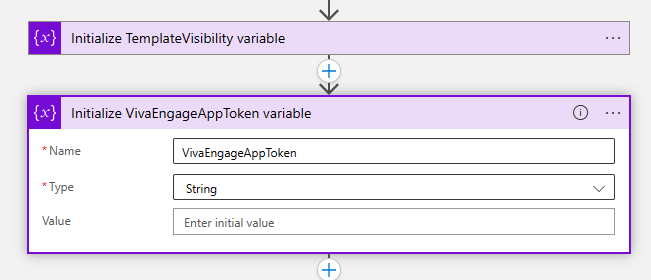 {x} Initialize TemplateVisibility variable
{x} Initialize VivaEngageAppToken variable
* Name VivaEngageAppToken
* Type String
Value Enter initial value